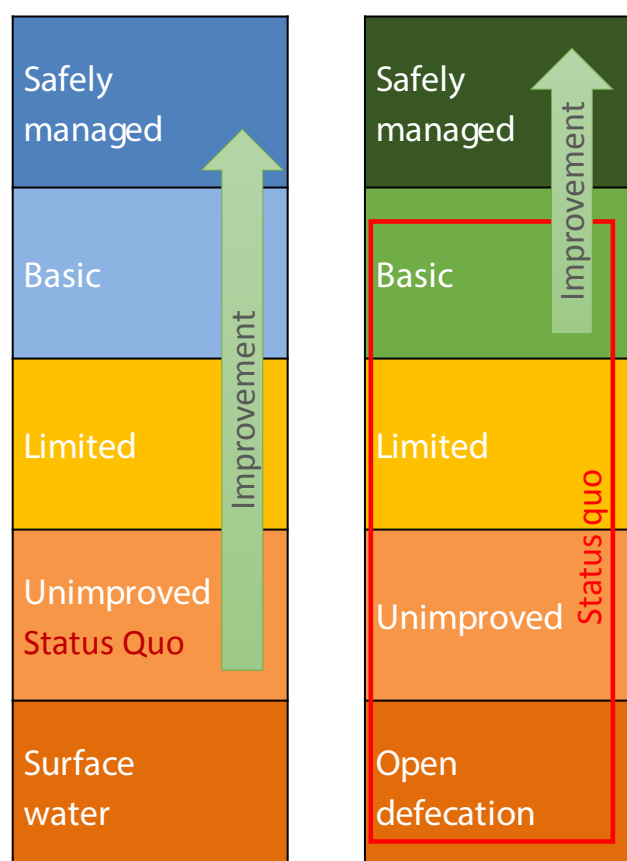 Safely
managed
Basic
Improvement
Limited
Unimproved
Status Quo
Surface
water
Safely
managed
Improvement
Basic
Limited
Status quo
Unimproved
Open
defecation